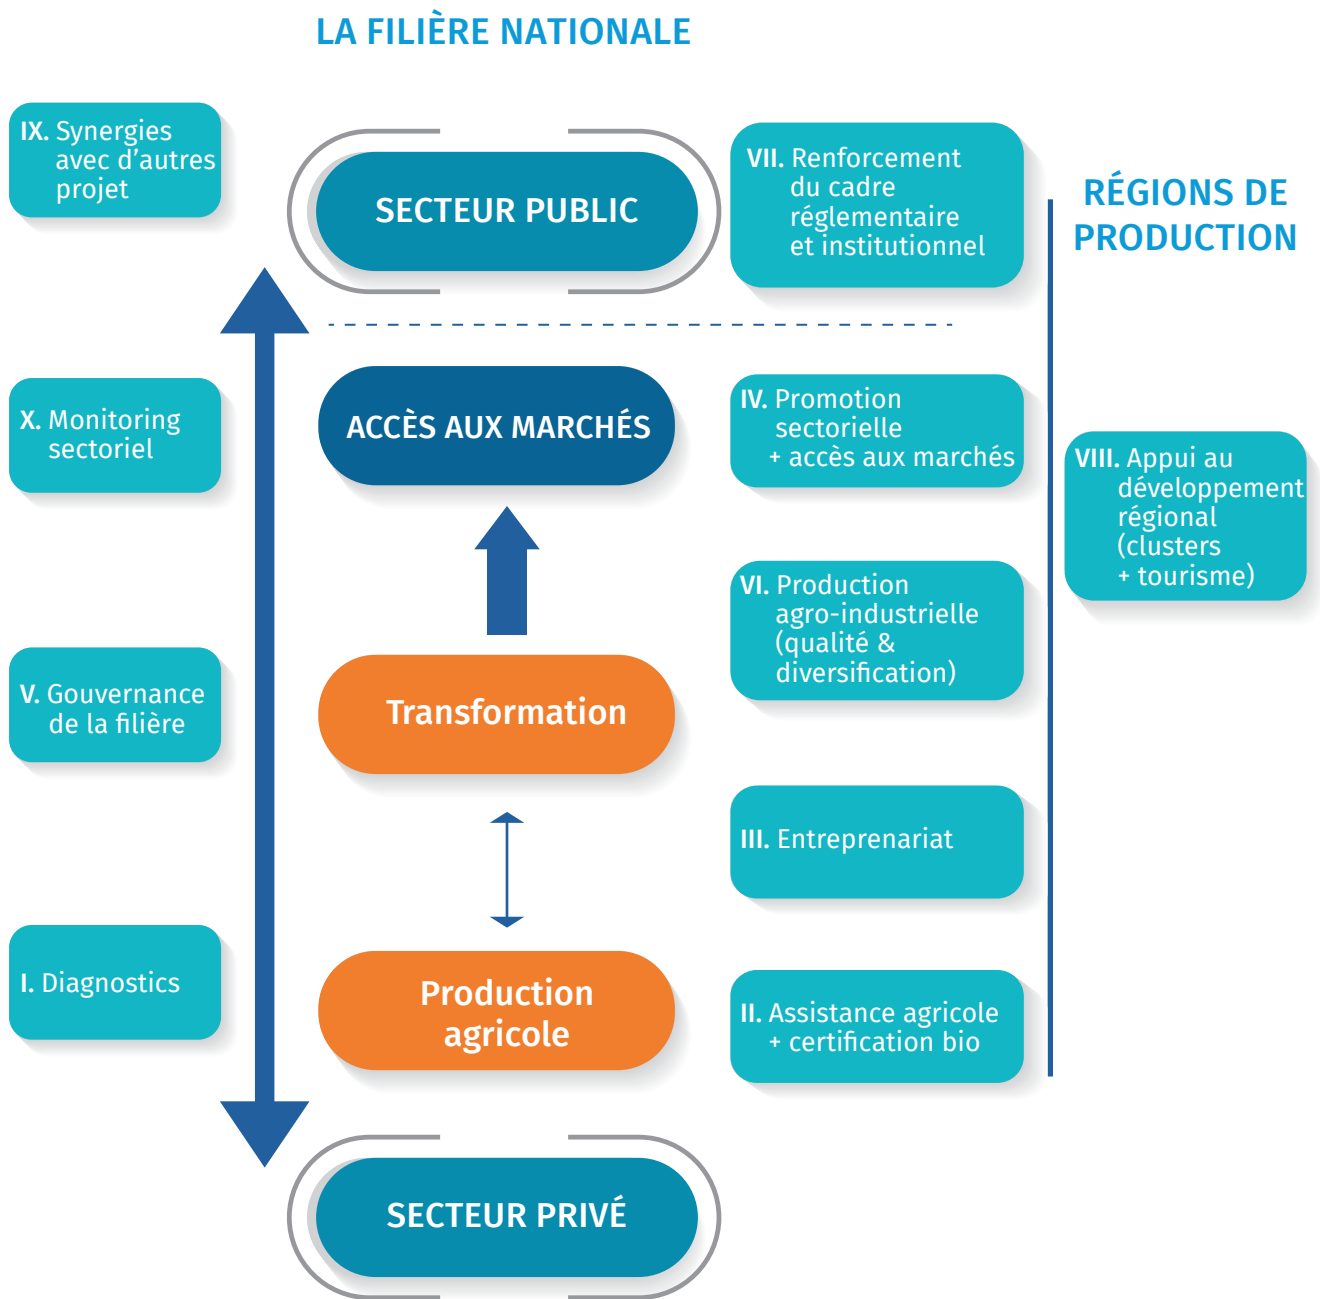 LA FILIÈRE NATIONALE
IX. Synergies
avec d'autres
projet
SECTEUR PUBLIC
VII. Renforcement
du cadre
réglementaire
et institutionnel
RÉGIONS DE
PRODUCTION
X. Monitoring
sectoriel
ACCÈS AUX MARCHÉS
IV. Promotion
sectorielle
+ accès aux marchés
VIII. Appui au
développement
régional
(clusters
+ tourisme)
VI. Production
agro-industrielle
(qualité &
diversification)
V. Gouvernance
de la filière
Transformation
III. Entreprenariat
I. Diagnostics
Production
agricole
II. Assistance agricole
+ certification bio
SECTEUR PRIVÉ